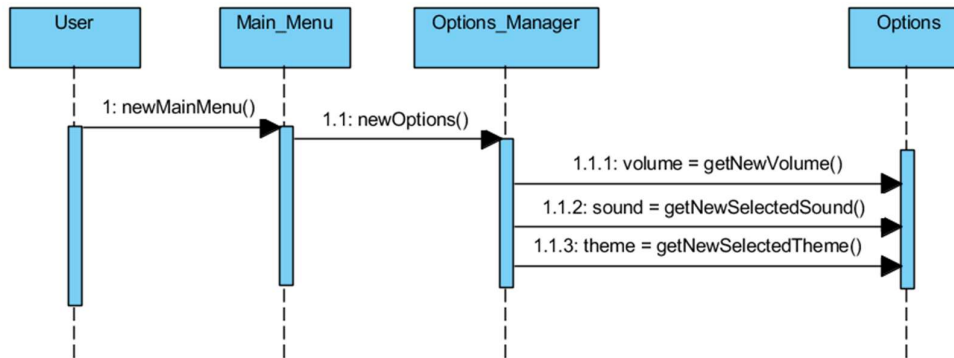 User
Main_Menu
Options_Manager
Options
1: newMainMenu()
1.1: newOptions()
1.1.1: volume = getNewVolume()
1.1.2: sound = getNewSelectedSound()
1.1.3: theme = getNewSelectedTheme()